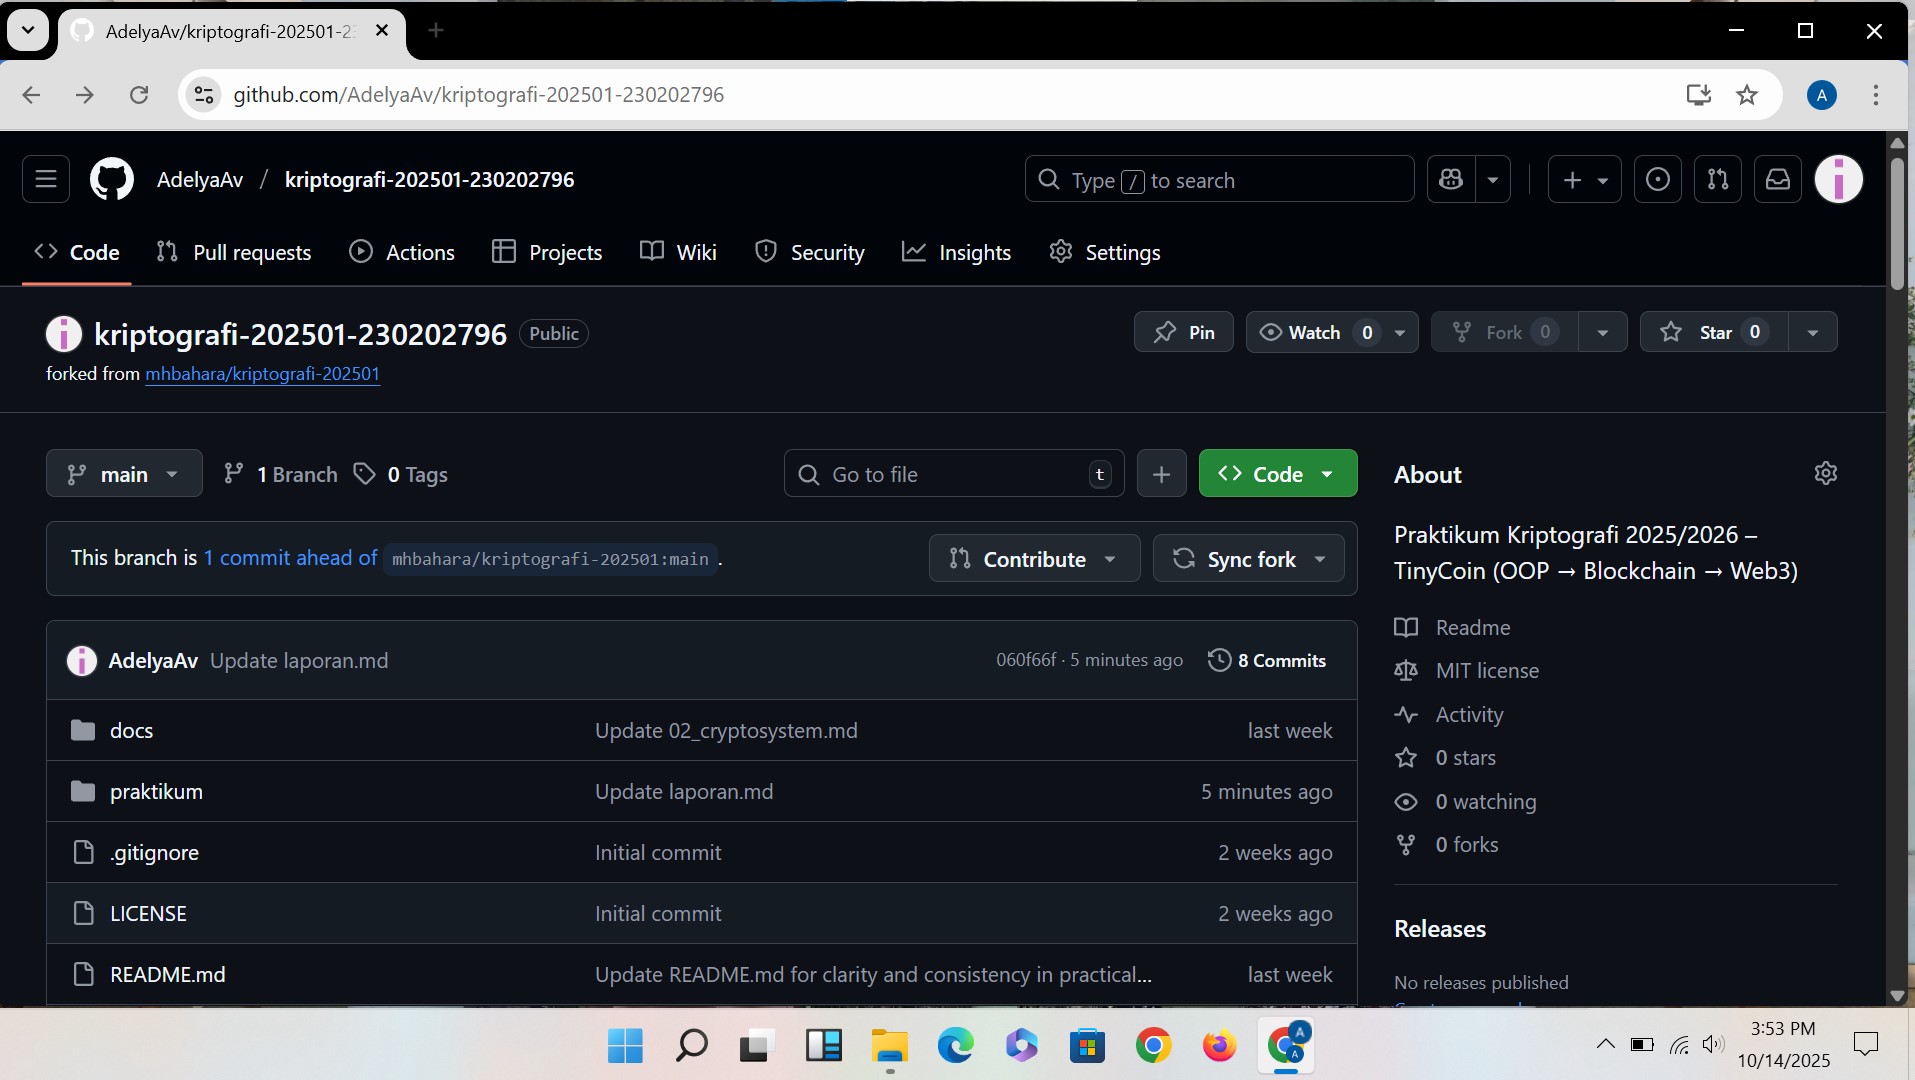 AdelyaAv/kriptografi-202501-23
github.com/AdelyaAv/kriptografi-202501-230202796
A
AdelyaAv / kriptografi-202501-230202796
Type / to search
Code
Pull requests
Actions
Projects
Wiki
Security
Insights
Settings
kriptografi-202501-230202796
Public
Pin
Watch 0
Fork 0
Star 0
forked from mhbahara/kriptografi-202501
main
1 Branch
0 Tags
Go to file
t
Code
This branch is 1 commit ahead of mhbahara/kriptografi-202501:main .
Contribute
Sync fork
AdelyaAv Update laporan.md
060f66f · 5 minutes ago
8 Commits
docs
Update 02_cryptosystem.md
last week
praktikum
Update laporan.md
5 minutes ago
.gitignore
Initial commit
2 weeks ago
LICENSE
Initial commit
2 weeks ago
README.md
Update README.md for clarity and consistency in practical...
last week
About
Praktikum Kriptografi 2025/2026 –
TinyCoin (OOP → Blockchain → Web3)
Readme
MIT license
Activity
0 stars
0 watching
0 forks
Releases
No releases published
A
A
3:53 PM
10/14/2025